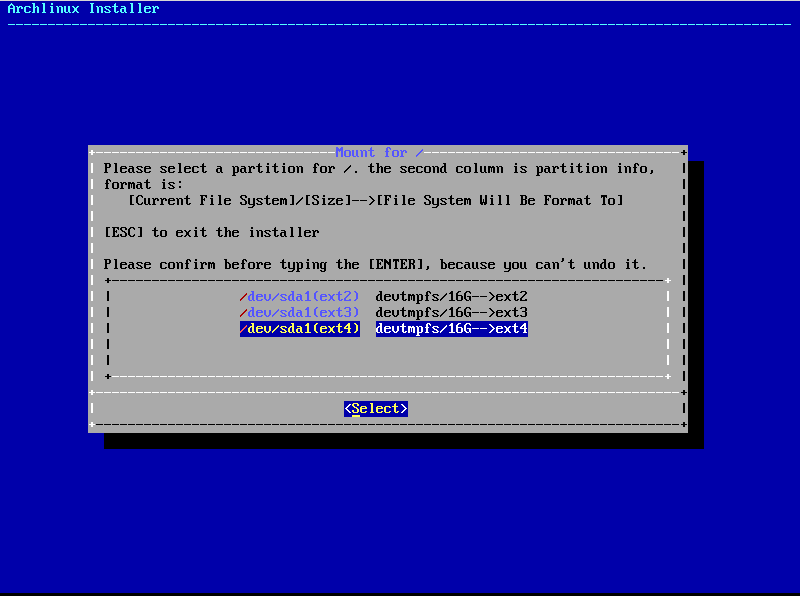 Archlinux Installer
Mount for /
Please select a partition for /. the second column is partition info,
format is:
[Current File System]/[Size]-->[File System Will Be Format To]
[ESC] to exit the installer
Please confirm before typing the [ENTER], because you can't undo it.
/dev/sda1(ext2) devtmpfs/16G-->ext2
/dev/sda1(ext3) devtmpfs/16G-->ext3
/dev/sda1(ext4) devtmpfs/16G-->ext4
<Select>